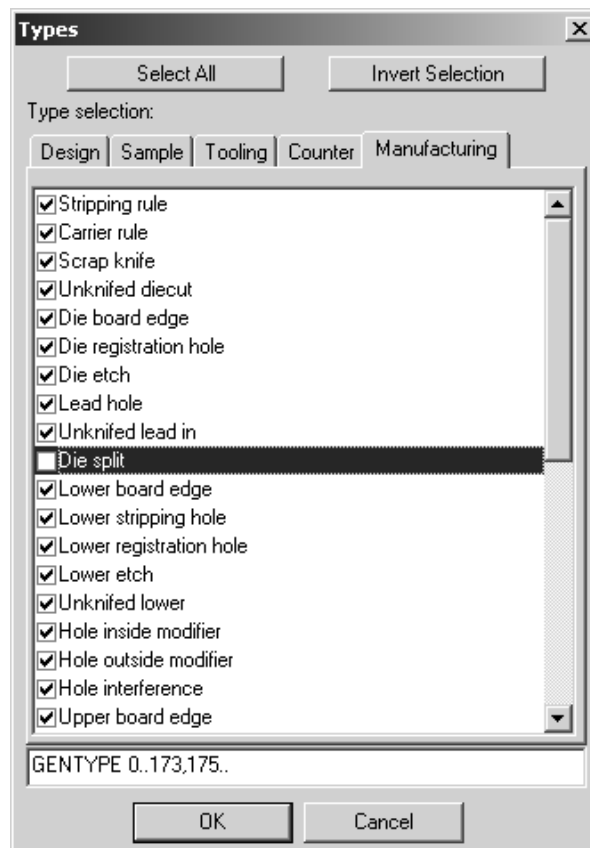 Types
Select All Invert Selection
Type selection:
Design Sample Tooling Counter Manufacturing
Stripping rule
Carrier rule
Scrap knife
Unknifed diecut
Die board edge
Die registration hole
Die etch
Lead hole
Unknifed lead in
Die split
Lower board edge
Lower stripping hole
Lower registration hole
Lower etch
Unknifed lower
Hole inside modifier
Hole outside modifier
Hole interference
Upper board edge
GENTYPE 0..173,175..
OK Cancel